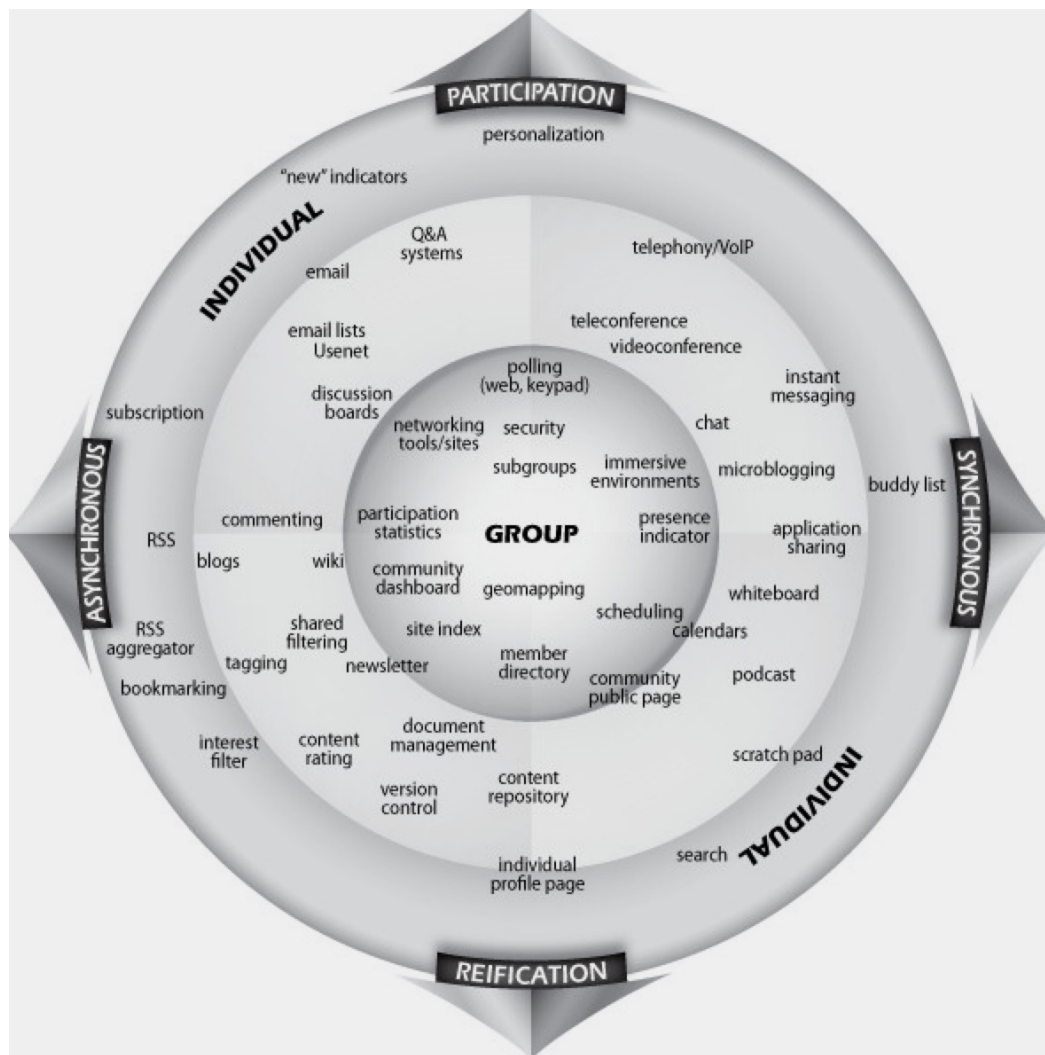 PARTICIPATION
personalization
"new" indicators
INDIVIDUAL
Q&A
systems
email
telephony/VoIP
email lists
Usenet
teleconference
videoconference
polling
(web, keypad)
instant
messaging
discussion
boards
subscription
networking
tools/sites
security
chat
subgroups
immersive
environments
microblogging
buddy list
ASYNCHRONOUS
SYNCHRONOUS
commenting
participation
statistics
GROUP
presence
indicator
application
sharing
RSS
blogs
wiki
community
dashboard
geomapping
whiteboard
scheduling
calendars
RSS
aggregator
shared
filtering
site index
tagging
newsletter
member
directory
community
public page
podcast
bookmarking
interest
filter
content
rating
document
management
scratch pad
INDIVIDUAL
version
control
content
repository
search
individual
profile page
REIFICATION